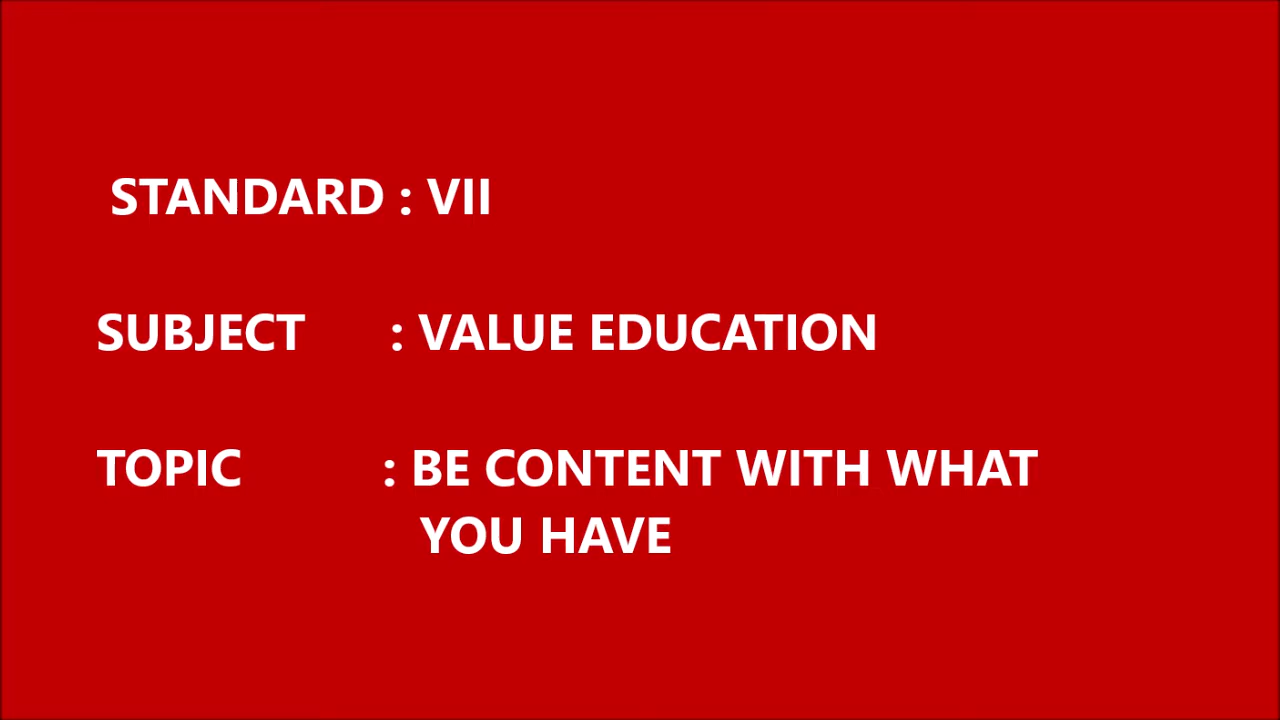 STANDARD : VII
SUBJECT : VALUE EDUCATION
TOPIC : BE CONTENT WITH WHAT
YOU HAVE